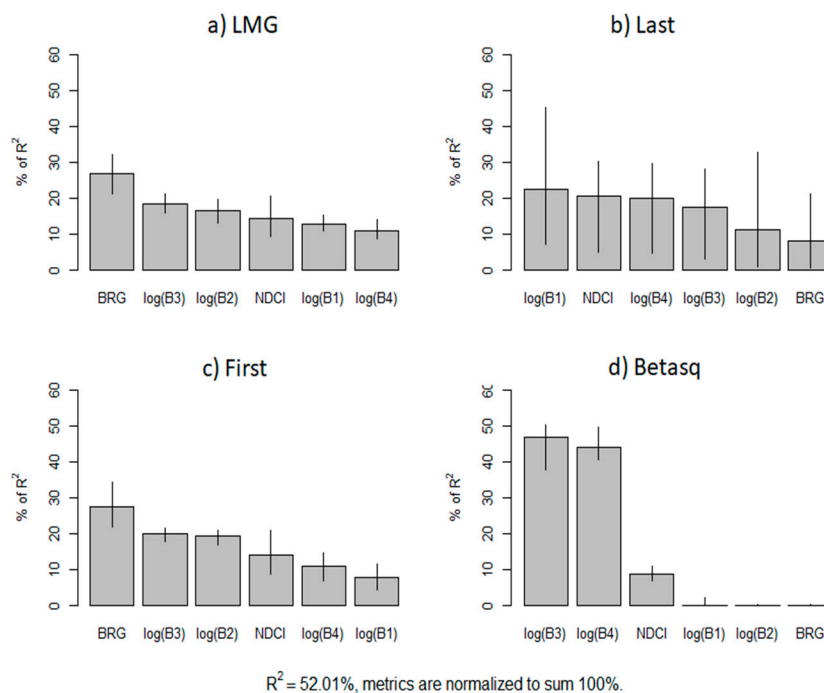 a) LMG
% of R²
60
50
40
30
20
10
0
BRG log(B3) log(B2) NDCI log(B1) log(B4)
b) Last
% of R²
60
50
40
30
20
10
0
log(B1) NDCI log(B4) log(B3) log(B2) BRG
c) First
% of R²
60
50
40
30
20
10
0
BRG log(B3) log(B2) NDCI log(B4) log(B1)
d) Betasq
% of R²
60
50
40
30
20
10
0
log(B3) log(B4) NDCI log(B1) log(B2) BRG
R² = 52.01%, metrics are normalized to sum 100%.